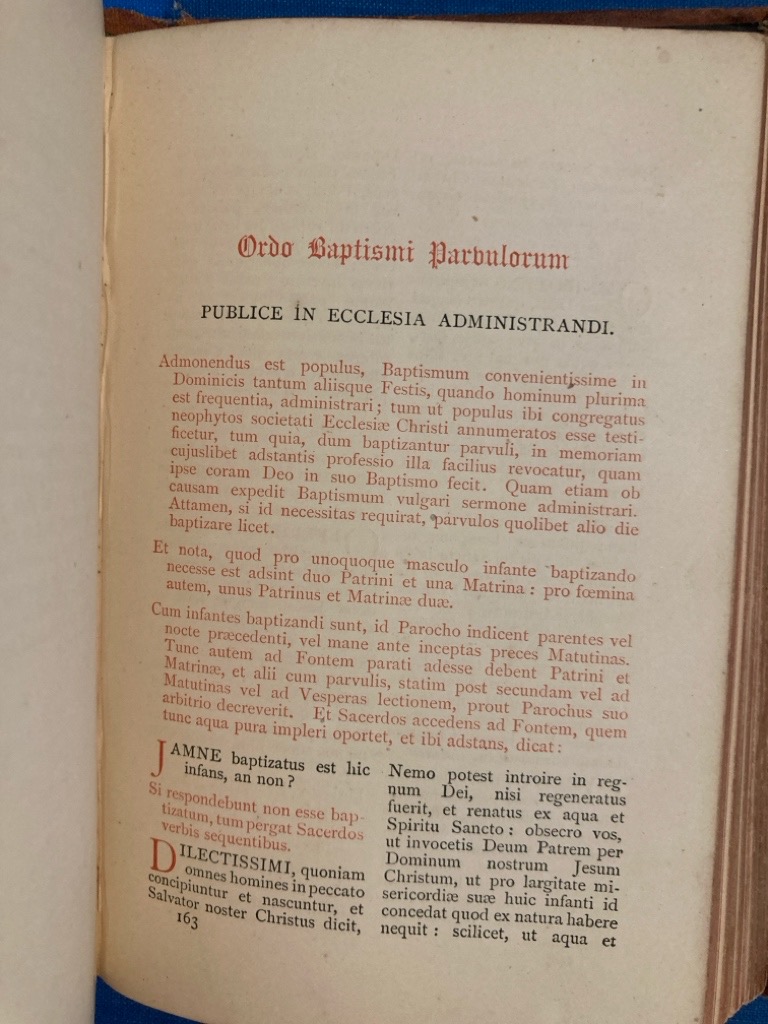 Ordo Baptismi Parvulorum
PUBLICE IN ECCLESIA ADMINISTRANDI.
Admonendus est populus, Baptismum convenientissime in
Dominicis tantum aliisque Festis, quando hominum plurima
est frequentia, administrari; tum ut populus ibi congregatus
neophytos societati Ecclesiæ Christi annumeratos esse testi-
ficetur, tum quia, dum baptizantur parvuli, in memoriam
cujuslibet adstantis professio illa facilius revocatur, quam
ipse coram Deo in suo Baptismo fecit. Quam etiam ob
causam expedit Baptismum vulgari sermone administrari.
Attamen, si id necessitas requirat, parvulos quolibet alio die
baptizare licet.
Et nota, quod pro unoquoque masculo infante baptizando
necesse est adsint duo Patrini et una Matrina: pro fœmina
autem, unus Patrinus et Matrinæ duæ.
Cum infantes baptizandi sunt, id Parocho indicent parentes vel
nocte præcedenti, vel mane ante inceptas preces Matutinas.
Tunc autem ad Fontem parati adesse debent Patrini et
Matrinæ, et alii cum parvulis, statim post secundam vel ad
Matutinas vel ad Vesperas lectionem, prout Parochus suo
arbitrio decreverit. Et Sacerdos accedens ad Fontem, quem
tunc aqua pura impleri oportet, et ibi adstans, dicat:
JAMNE baptizatus est hic
infans, an non?
Si respondebunt non esse bap-
tizatum, tum pergat Sacerdos
verbis sequentibus.
DILECTISSIMI, quoniam
omnes homines in peccato
concipiuntur et nascuntur, et
Salvator noster Christus dicit,
Nemo potest introire in reg-
num Dei, nisi regeneratus
fuerit, et renatus ex aqua et
Spiritu Sancto: obsecro vos,
ut invocetis Deum Patrem per
Dominum nostrum Jesum
Christum, ut pro largitate mi-
sericordiæ suæ huic infanti id
concedat quod ex natura habere
nequit: scilicet, ut aqua et
163